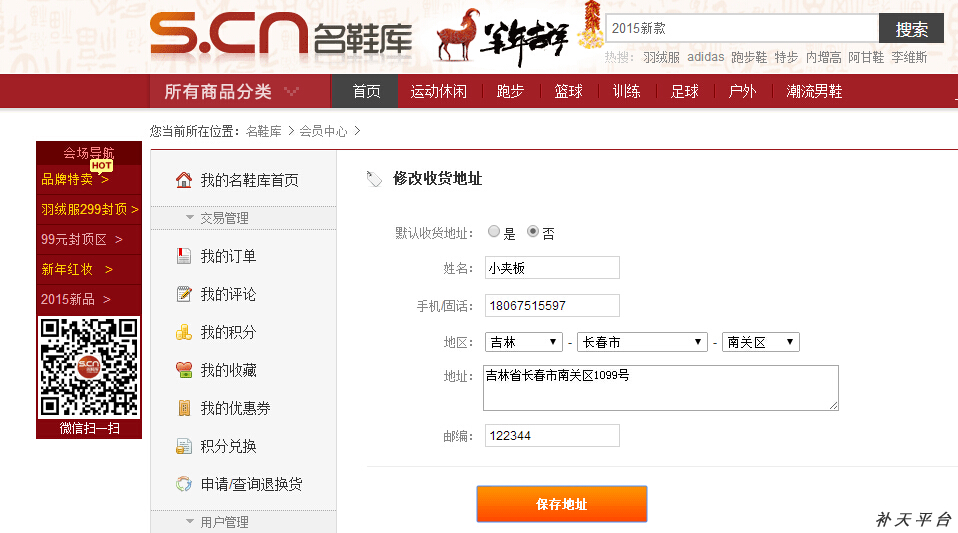 S.CN 名鞋库
羊年吉祥
2015新款
搜索
热搜： 羽绒服 adidas 跑步鞋 特步 内增高 阿甘鞋 李维斯
所有商品分类 首页 运动休闲 跑步 篮球 训练 足球 户外 潮流男鞋
您当前所在位置： 名鞋库 > 会员中心 >
会场导航
HOT
品牌特卖 >
羽绒服299封顶 >
99元封顶区 >
新年红妆 >
2015新品 >
S.CN
微信扫一扫
我的名鞋库首页
交易管理
我的订单
我的评论
我的积分
我的收藏
我的优惠券
积分兑换
申请/查询退换货
用户管理
修改收货地址
默认收货地址： 是 否
姓名： 小夹板
手机/固话： 18067515597
地区： 吉林 - 长春市 - 南关区
地址： 吉林省长春市南关区1099号
邮编： 122344
保存地址
补天平台